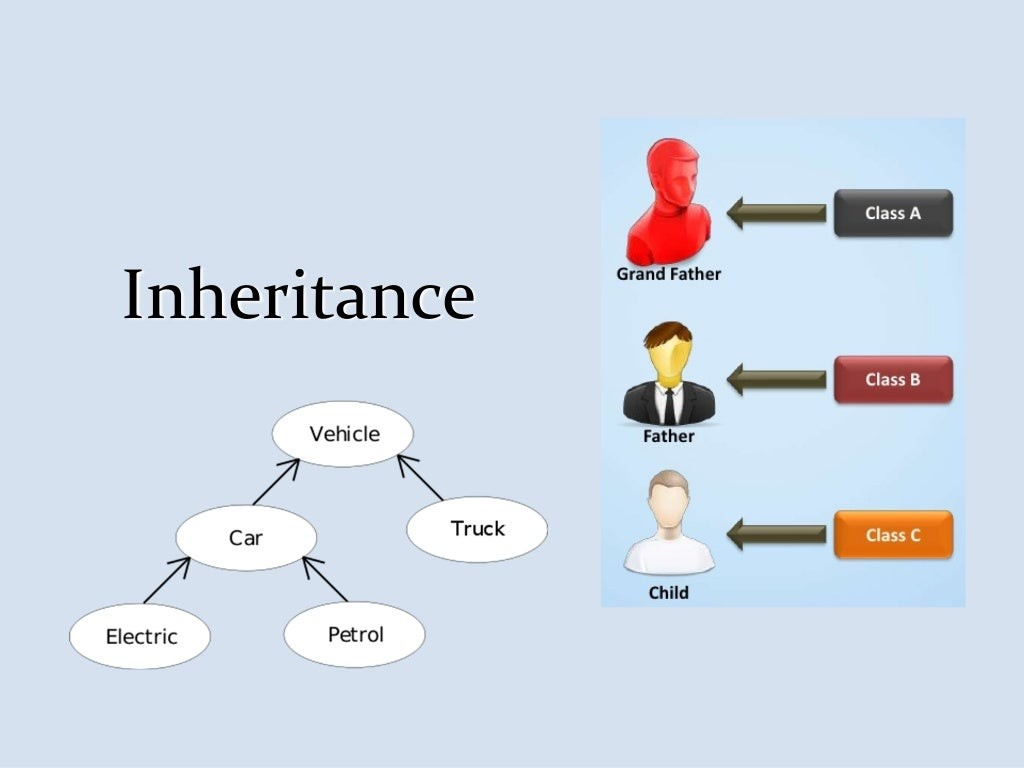 Inheritance
Vehicle
Car
Truck
Electric
Petrol
Class A
Grand Father
Class B
Father
Class C
Child